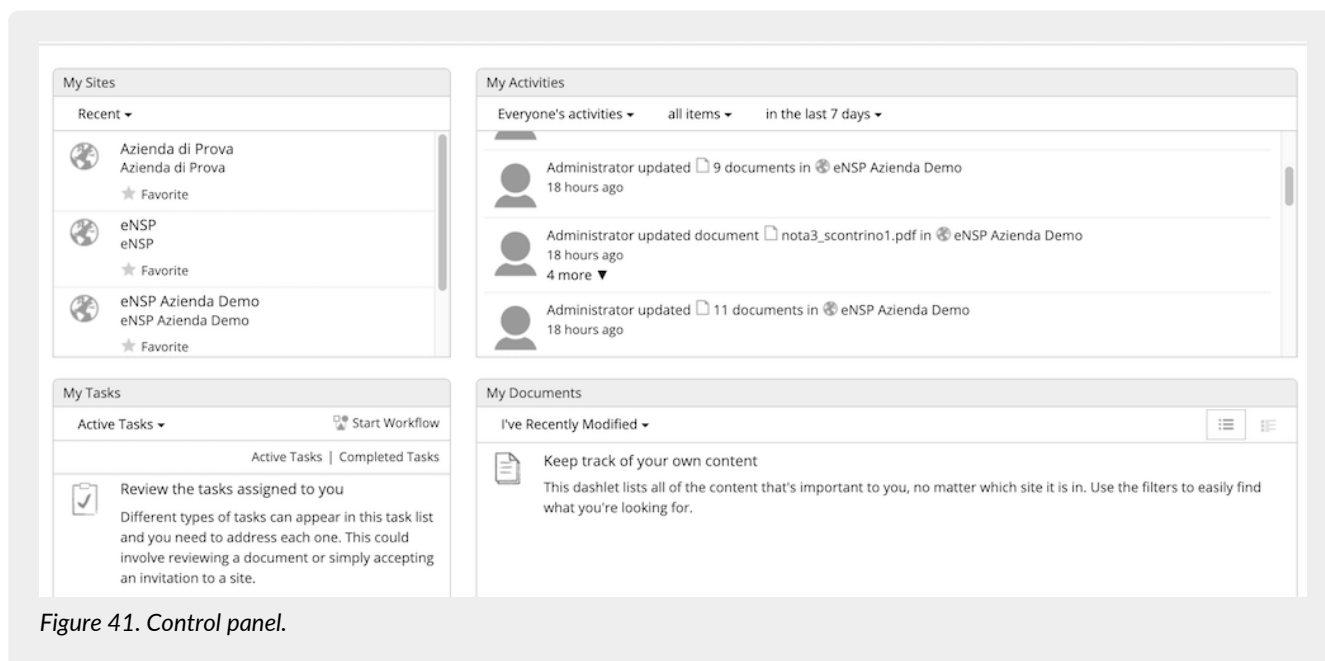 My Sites
Recent
Azienda di Prova
Azienda di Prova
Favorite
eNSP
eNSP
Favorite
eNSP Azienda Demo
eNSP Azienda Demo
Favorite
My Activities
Everyone's activities all items in the last 7 days
Administrator updated 9 documents in eNSP Azienda Demo
18 hours ago
Administrator updated document nota3_scontrino1.pdf in eNSP Azienda Demo
18 hours ago
4 more
Administrator updated 11 documents in eNSP Azienda Demo
18 hours ago
My Tasks
Active Tasks Start Workflow
Active Tasks | Completed Tasks
Review the tasks assigned to you
Different types of tasks can appear in this task list
and you need to address each one. This could
involve reviewing a document or simply accepting
an invitation to a site.
My Documents
I've Recently Modified
Keep track of your own content
This dashlet lists all of the content that's important to you, no matter which site it is in. Use the filters to easily find
what you're looking for.
Figure 41. Control panel.